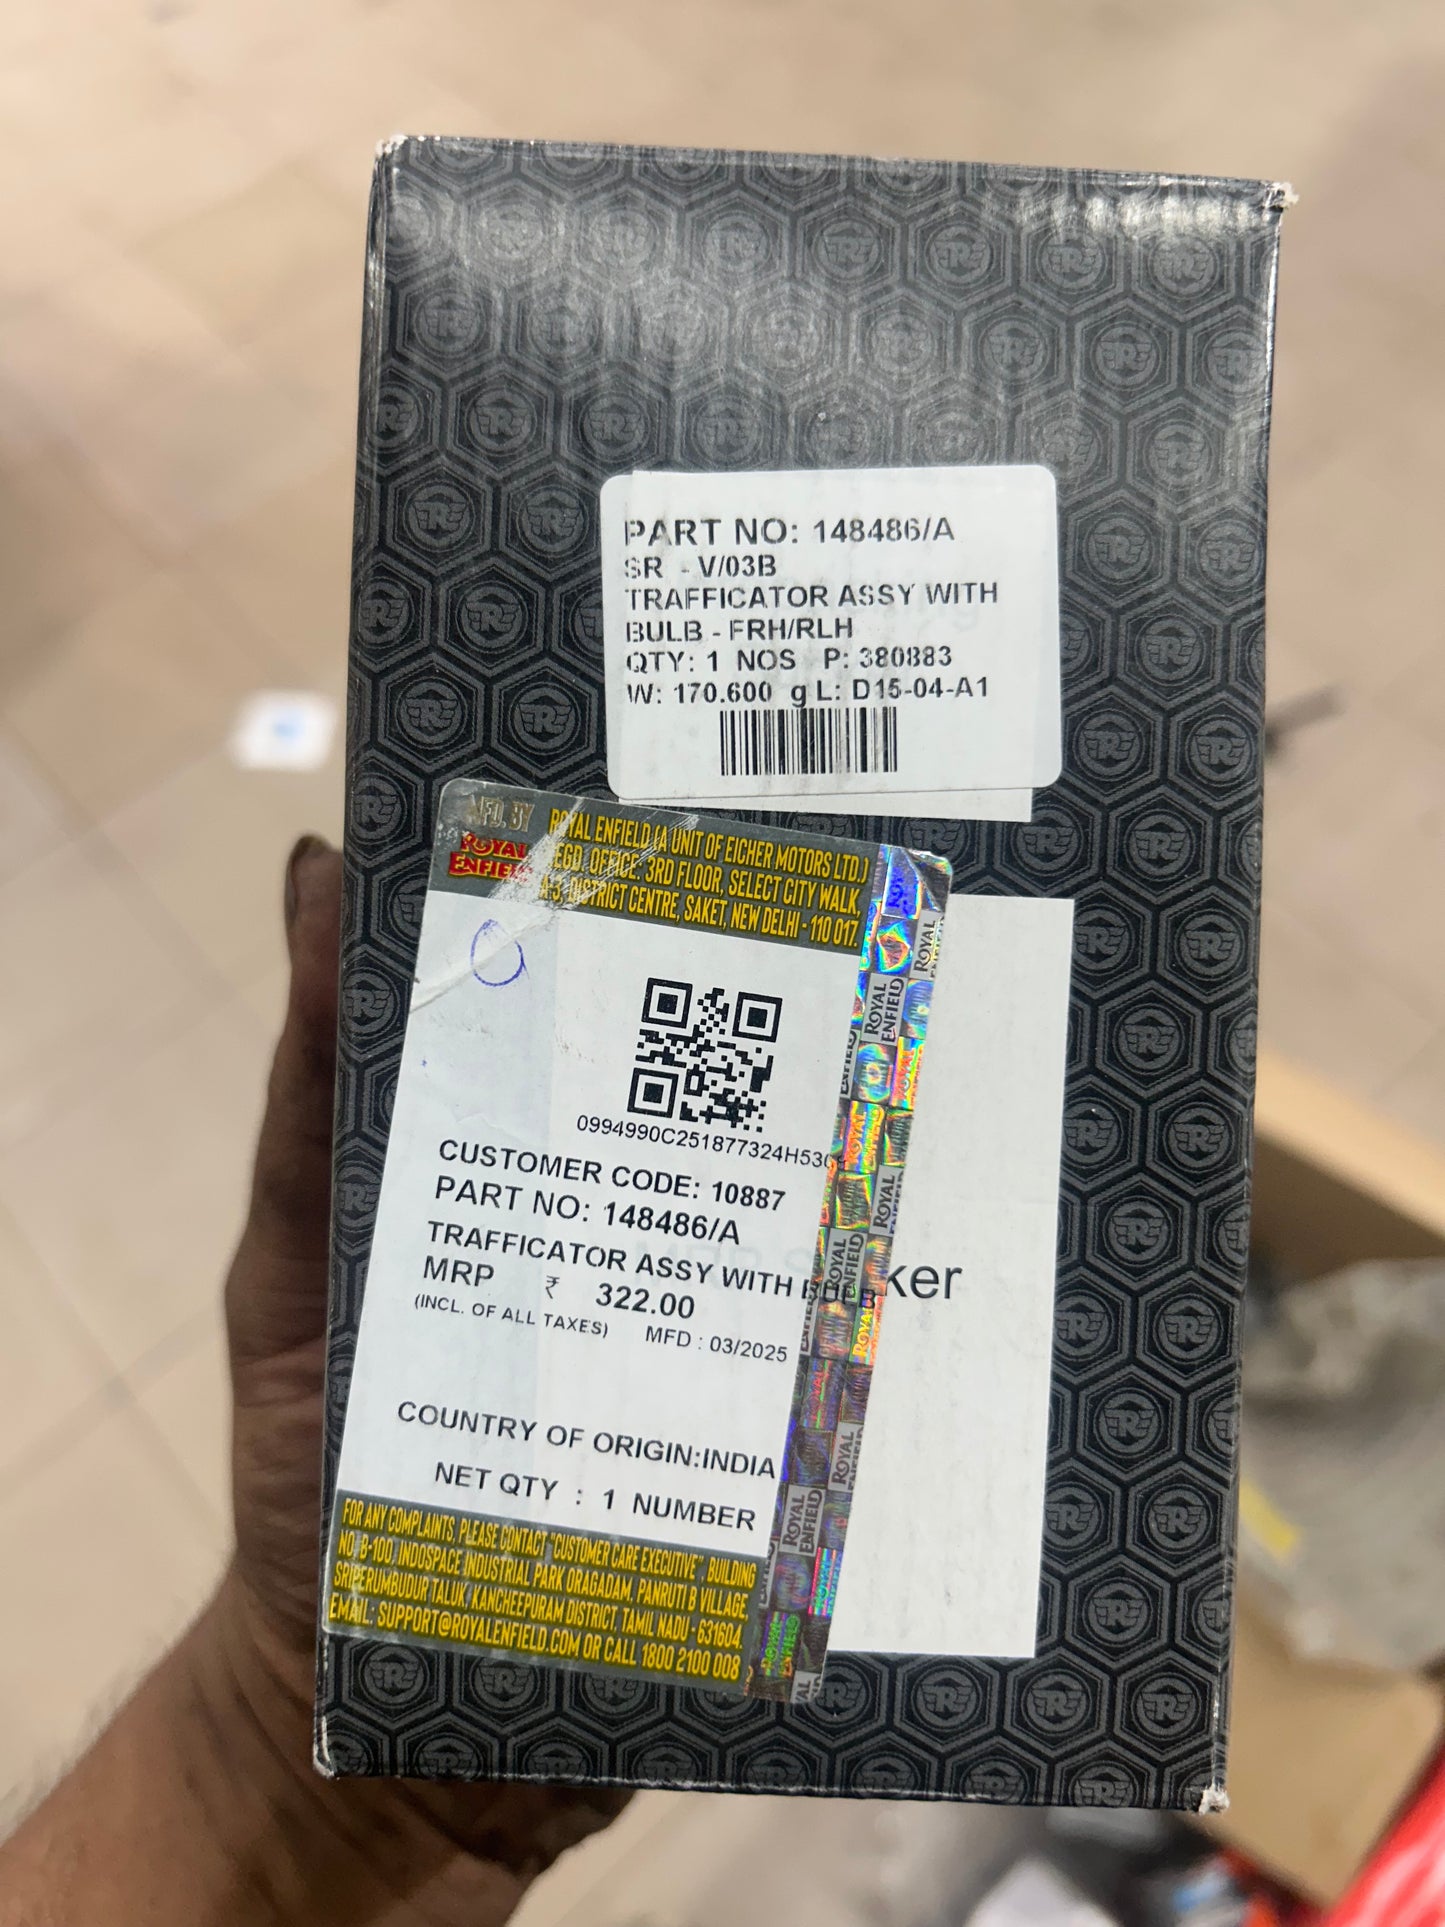 PART NO: 148486/A
SR - V/03B
TRAFFICATOR ASSY WITH
BULB - FRH/RLH
QTY: 1 NOS P: 380883
W: 170.600 g L: D15-04-A1
MFD. BY
ROYAL ENFIELD
ROYAL ENFIELD (A UNIT OF EICHER MOTORS LTD.)
EGD. OFFICE: 3RD FLOOR, SELECT CITY WALK,
A-3, DISTRICT CENTRE, SAKET, NEW DELHI - 110 017.
0994990C251877324H530
CUSTOMER CODE: 10887
PART NO: 148486/A
TRAFFICATOR ASSY WITH
MRP ₹ 322.00
(INCL. OF ALL TAXES) MFD : 03/2025
COUNTRY OF ORIGIN:INDIA
NET QTY : 1 NUMBER
FOR ANY COMPLAINTS, PLEASE CONTACT "CUSTOMER CARE EXECUTIVE", BUILDING
NO. B-100, INDOSPACE INDUSTRIAL PARK ORAGADAM, PANRUTI B VILLAGE,
SRIPERUMBUDUR TALUK, KANCHEEPURAM DISTRICT, TAMIL NADU - 631604.
EMAIL: SUPPORT@ROYALENFIELD.COM OR CALL 1800 2100 008
ROYAL ENFIELD
ker